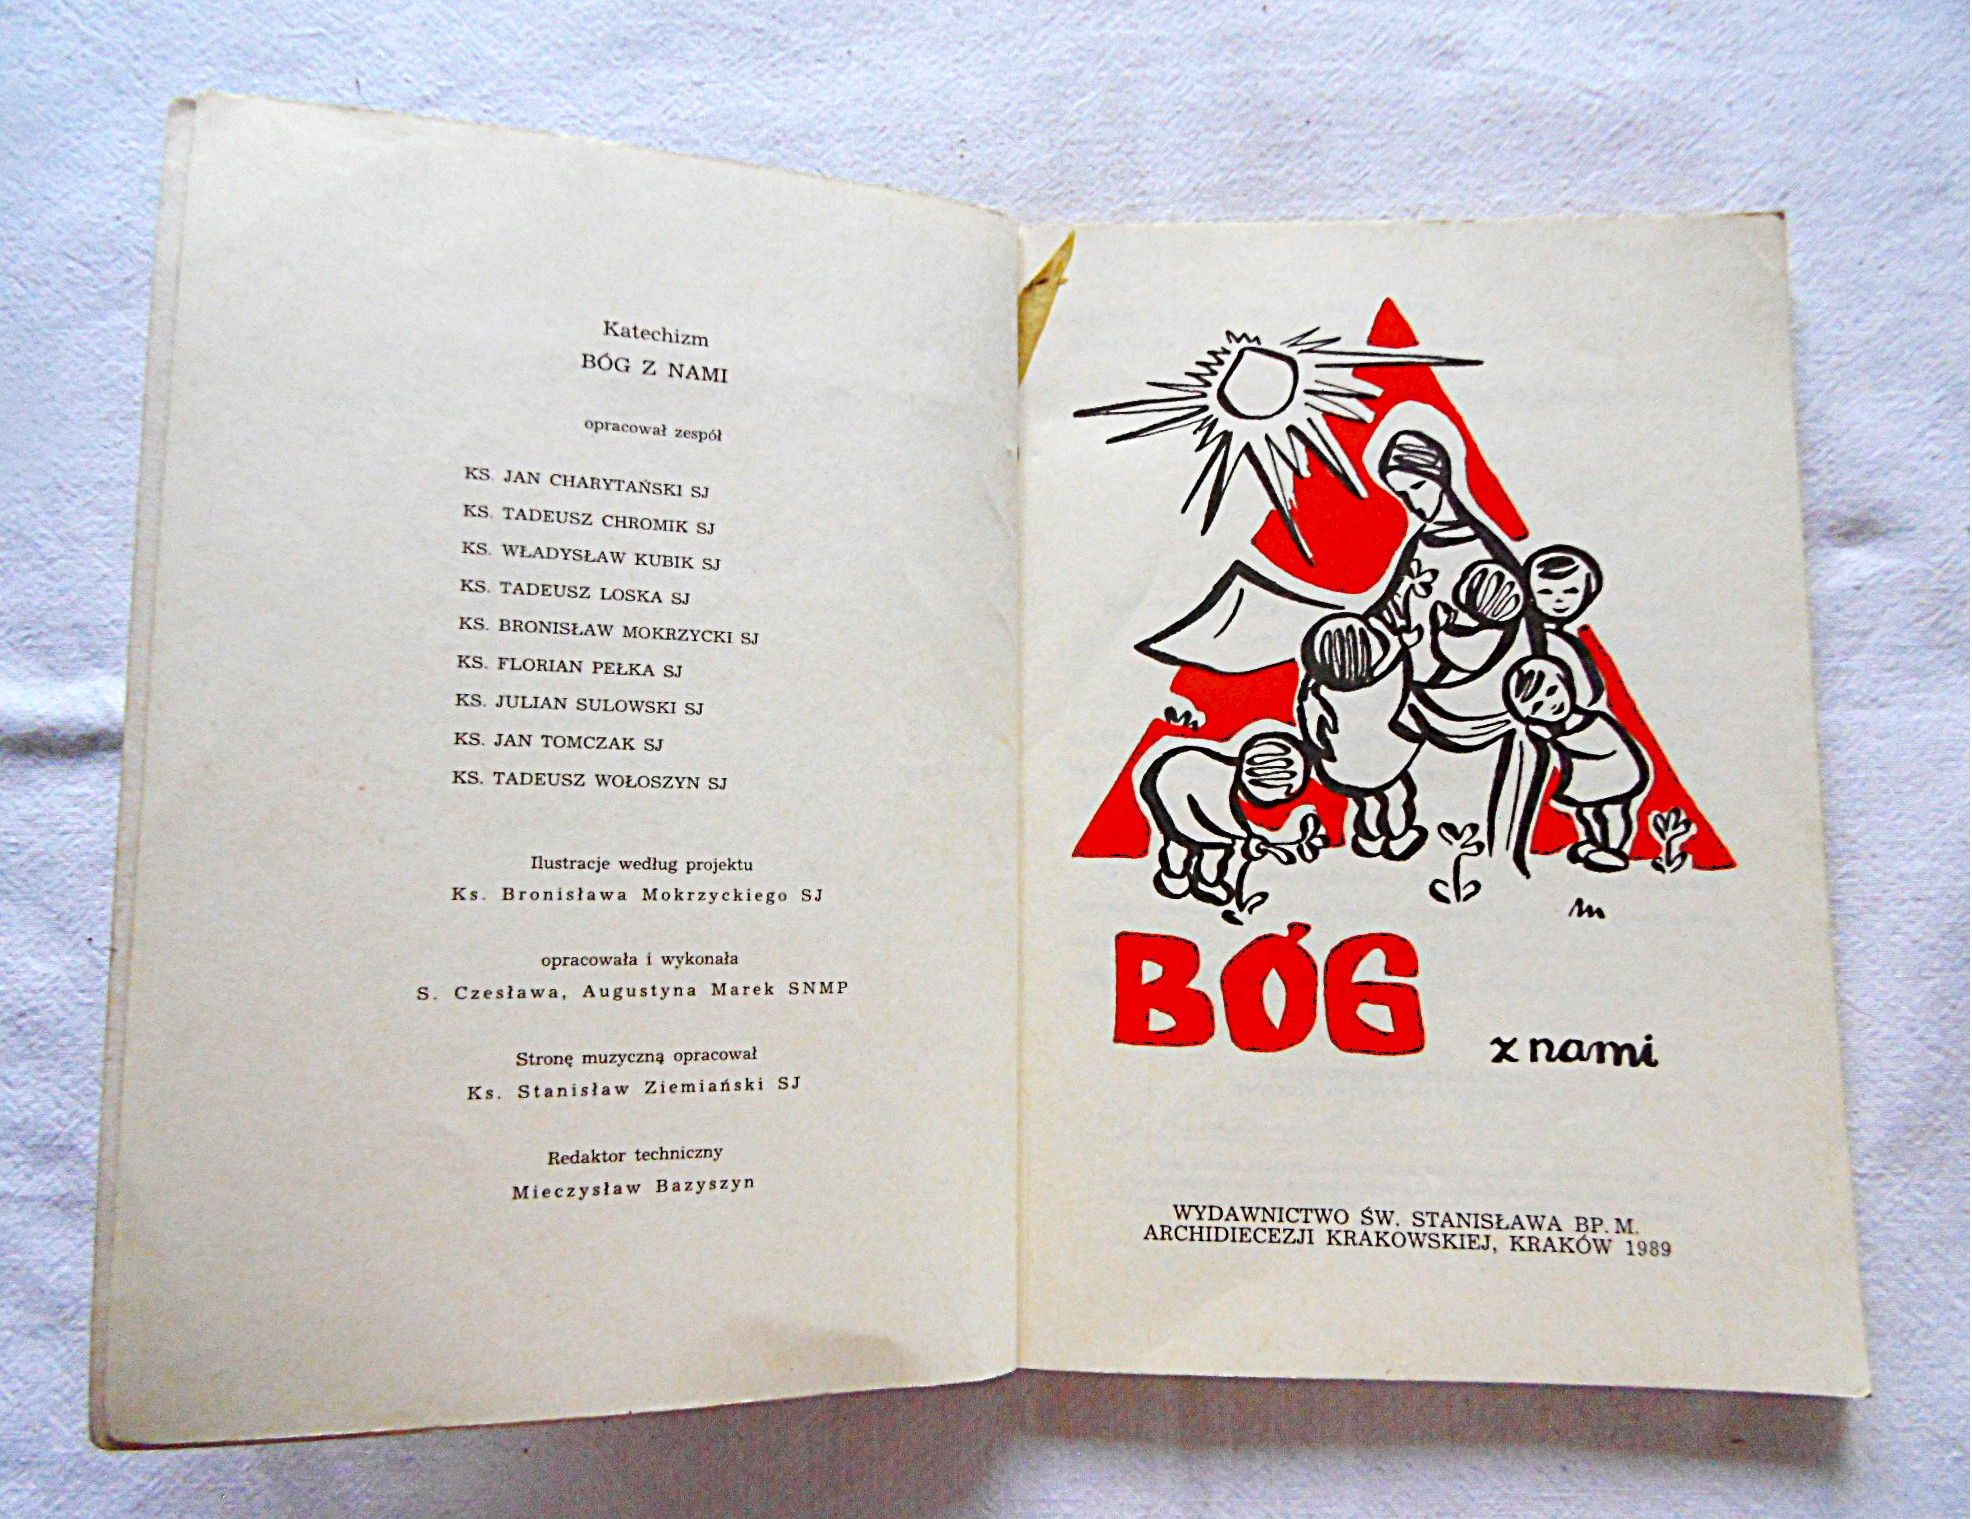 Katechizm
BÓG Z NAMI
opracował zespół
KS. JAN CHARYTAŃSKI SJ
KS. TADEUSZ CHROMIK SJ
KS. WŁADYSŁAW KUBIK SJ
KS. TADEUSZ LOSKA SJ
KS. BRONISŁAW MOKRZYCKI SJ
KS. FLORIAN PEŁKA SJ
KS. JULIAN SULOWSKI SJ
KS. JAN TOMCZAK SJ
KS. TADEUSZ WOŁOSZYN SJ
Ilustracje według projektu
Ks. Bronisława Mokrzyckiego SJ
opracowała i wykonała
S. Czesława, Augustyna Marek SNMP
Stronę muzyczną opracował
Ks. Stanisław Ziemiański SJ
Redaktor techniczny
Mieczysław Bazyszyn
BÓG
z nami
WYDAWNICTWO ŚW. STANISŁAWA BP. M.
ARCHIDIECEZJI KRAKOWSKIEJ, KRAKÓW 1989